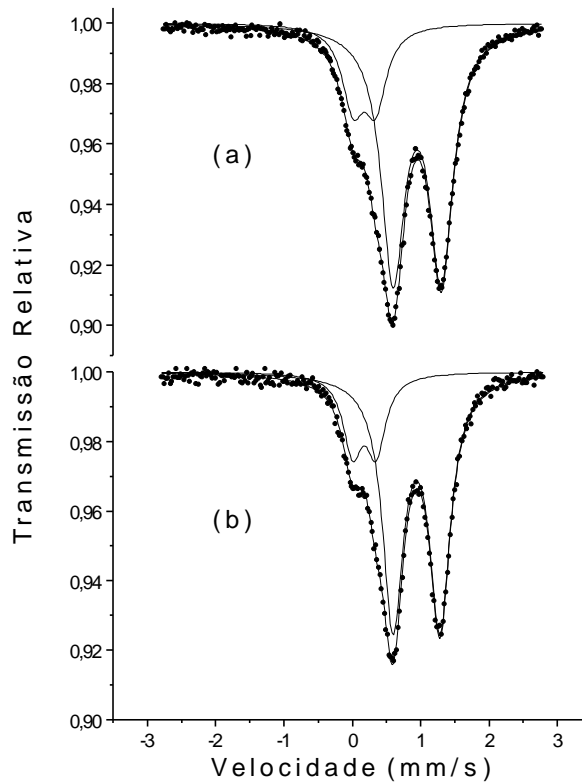 1,00
0,98
0,96
(a)
0,94
0,92
0,90
1,00
0,98
0,96
(b)
0,94
0,92
0,90
Transmissão Relativa
-3 -2 -1 0 1 2 3
Velocidade (mm/s)